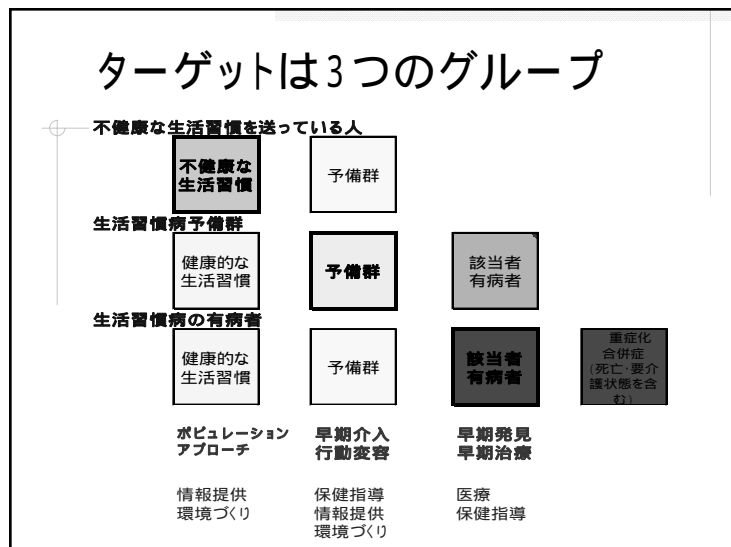 ターゲットは3つのグループ
不健康な生活習慣を送っている人
不健康な
生活習慣
予備群
生活習慣病予備群
健康的な
生活習慣
予備群
該当者
有病者
生活習慣病の有病者
健康的な
生活習慣
予備群
該当者
有病者
重症化
合併症
(死亡・要介
護状態を含
む)
ポピュレーション
アプローチ
早期介入
行動変容
早期発見
早期治療
情報提供
環境づくり
保健指導
情報提供
環境づくり
医療
保健指導